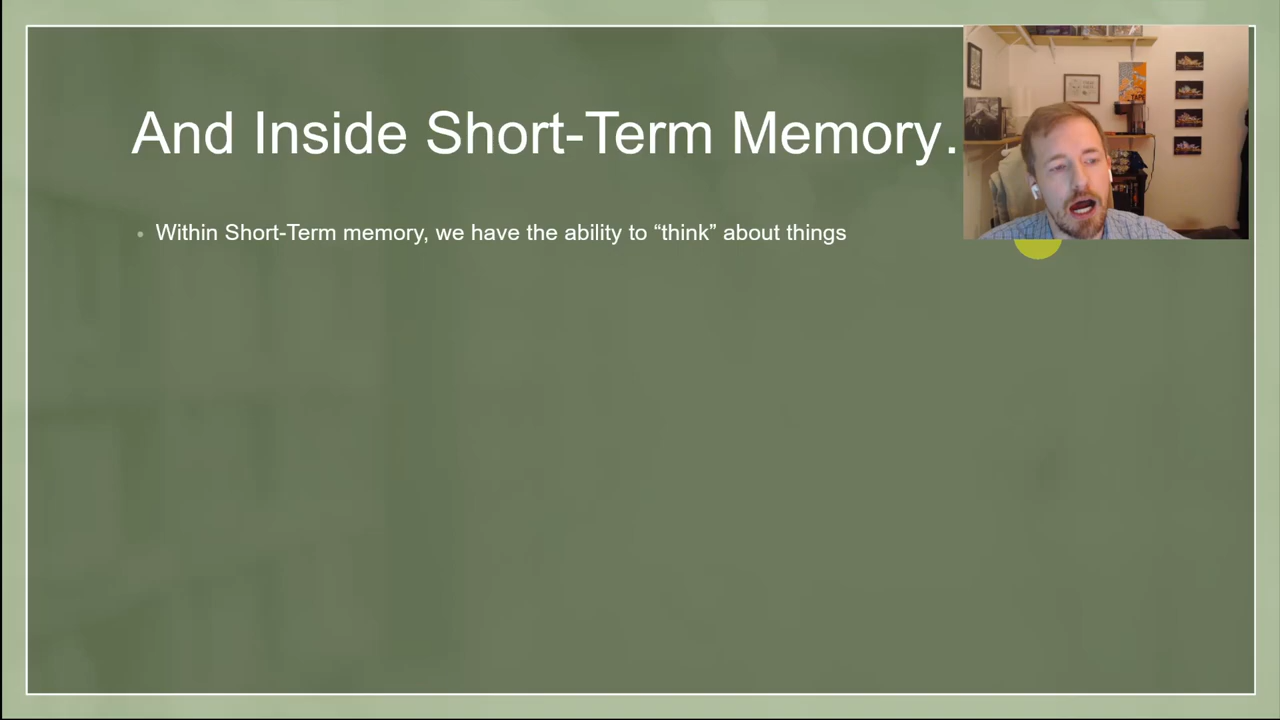 And Inside Short-Term Memory.
Within Short-Term memory, we have the ability to “think” about things